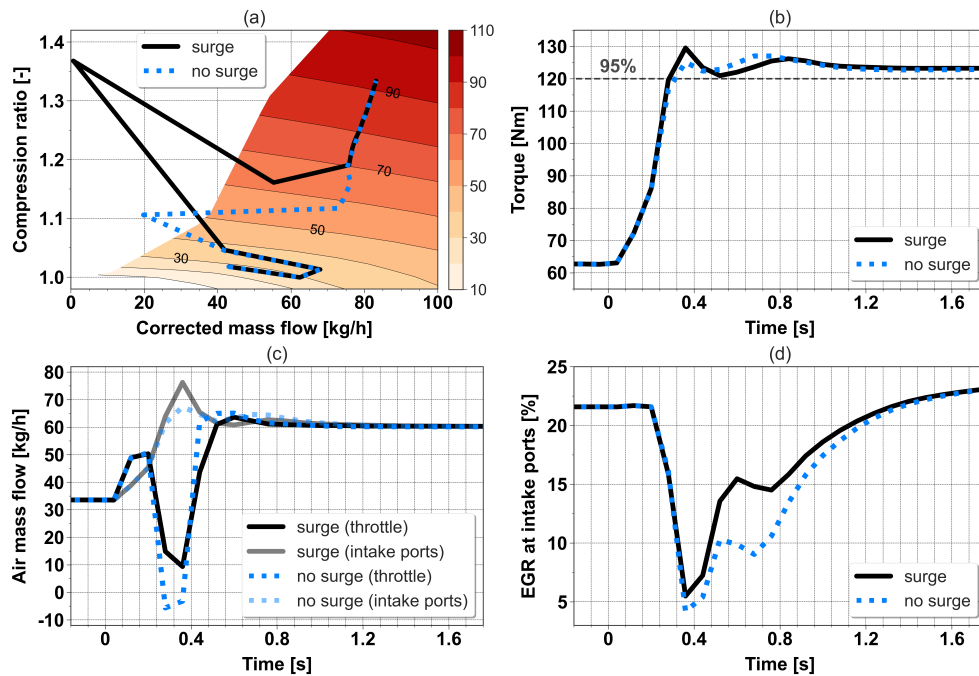 (a)
Compression ratio [-]
1.4
1.3
1.2
1.1
1.0
surge
no surge
90
70
50
30
0 20 40 60 80 100
Corrected mass flow [kg/h]
110
90
70
50
30
10
(b)
Torque [Nm]
130
120
110
100
90
80
70
60
95%
surge
no surge
0 0.4 0.8 1.2 1.6
Time [s]
(c)
Air mass flow [kg/h]
80
70
60
50
40
30
20
10
0
-10
surge (throttle)
surge (intake ports)
no surge (throttle)
no surge (intake ports)
0 0.4 0.8 1.2 1.6
Time [s]
(d)
EGR at intake ports [%]
25
20
15
10
5
surge
no surge
0 0.4 0.8 1.2 1.6
Time [s]